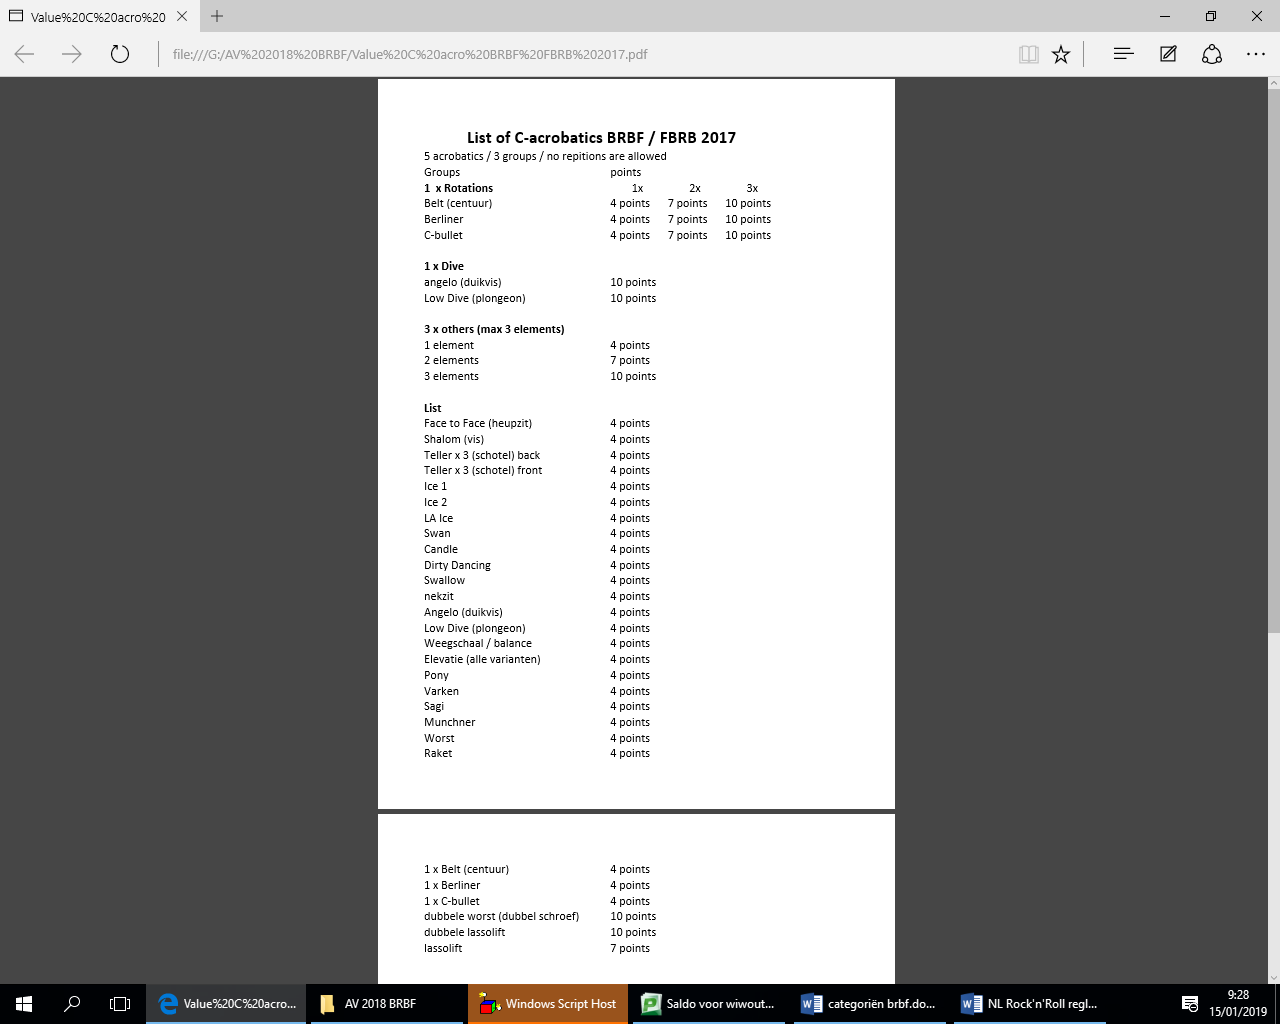 Value%20C%20acro%20
file:///G:/AV%202018%20BRBF/Value%20C%20acro%20BRBF%20FBRB%202017.pdf
List of C-acrobatics BRBF / FBRB 2017
5 acrobatics / 3 groups / no repitions are allowed
Groups points
1 x Rotations 1x 2x 3x
Belt (centuur) 4 points 7 points 10 points
Berliner 4 points 7 points 10 points
C-bullet 4 points 7 points 10 points
1 x Dive
angelo (duikvis) 10 points
Low Dive (plongeon) 10 points
3 x others (max 3 elements)
1 element 4 points
2 elements 7 points
3 elements 10 points
List
Face to Face (heupzit) 4 points
Shalom (vis) 4 points
Teller x 3 (schotel) back 4 points
Teller x 3 (schotel) front 4 points
Ice 1 4 points
Ice 2 4 points
LA Ice 4 points
Swan 4 points
Candle 4 points
Dirty Dancing 4 points
Swallow 4 points
nekzit 4 points
Angelo (duikvis) 4 points
Low Dive (plongeon) 4 points
Weegschaal / balance 4 points
Elevatie (alle varianten) 4 points
Pony 4 points
Varken 4 points
Sagi 4 points
Munchner 4 points
Worst 4 points
Raket 4 points
1 x Belt (centuur) 4 points
1 x Berliner 4 points
1 x C-bullet 4 points
dubbele worst (dubbel schroef) 10 points
dubbele lassolift 10 points
lassolift 7 points
Value%20C%20acro... AV 2018 BRBF Windows Script Host Saldo voor wiwout... categoriën brbf.do... NL Rock'n'Roll regl... 9:28
15/01/2019